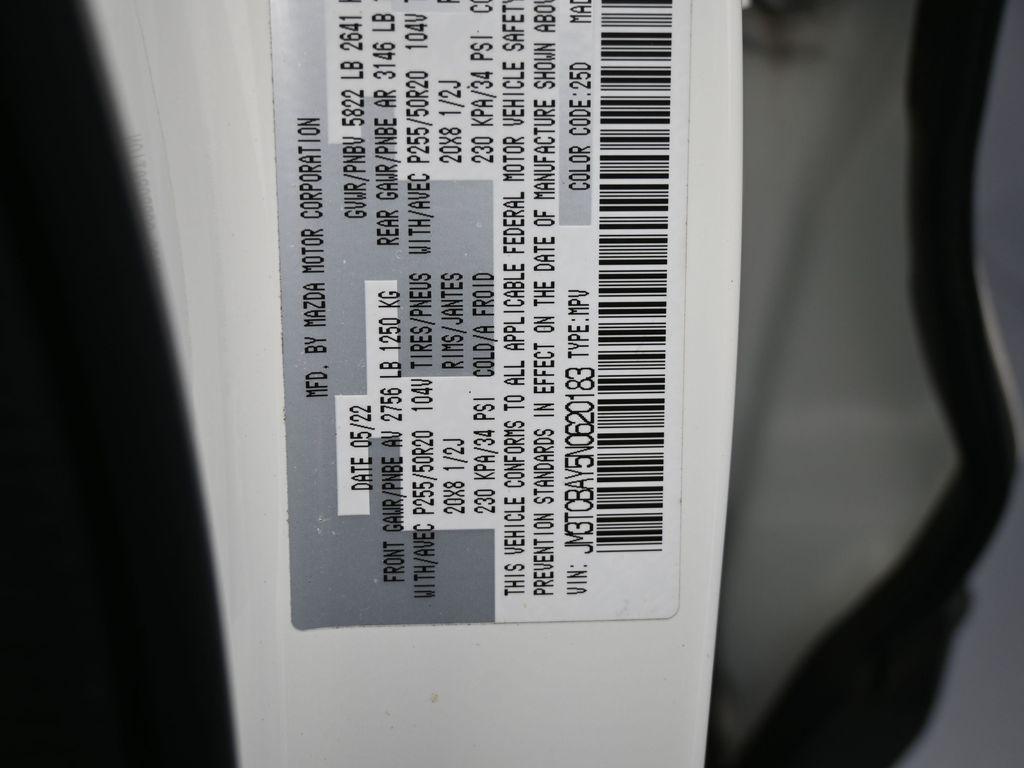 MFD. BY MAZDA MOTOR CORPORATION
DATE 05/22 GVWR/PNBV 5822 LB 2641
FRONT GAWR/PNBE AV 2756 LB 1250 KG REAR GAWR/PNBE AR 3146 LB
WITH/AVEC P255/50R20 104V TIRES/PNEUS WITH/AVEC P255/50R20 104V
20X8 1/2J RIMS/JANTES 20X8 1/2J
230 KPA/34 PSI COLD/A FROID 230 KPA/34 PSI
THIS VEHICLE CONFORMS TO ALL APPLICABLE FEDERAL MOTOR VEHICLE SAFETY
PREVENTION STANDARDS IN EFFECT ON THE DATE OF MANUFACTURE SHOWN ABOV
VIN: JM3TCBAY5N0620183 TYPE:MPV COLOR CODE:25D